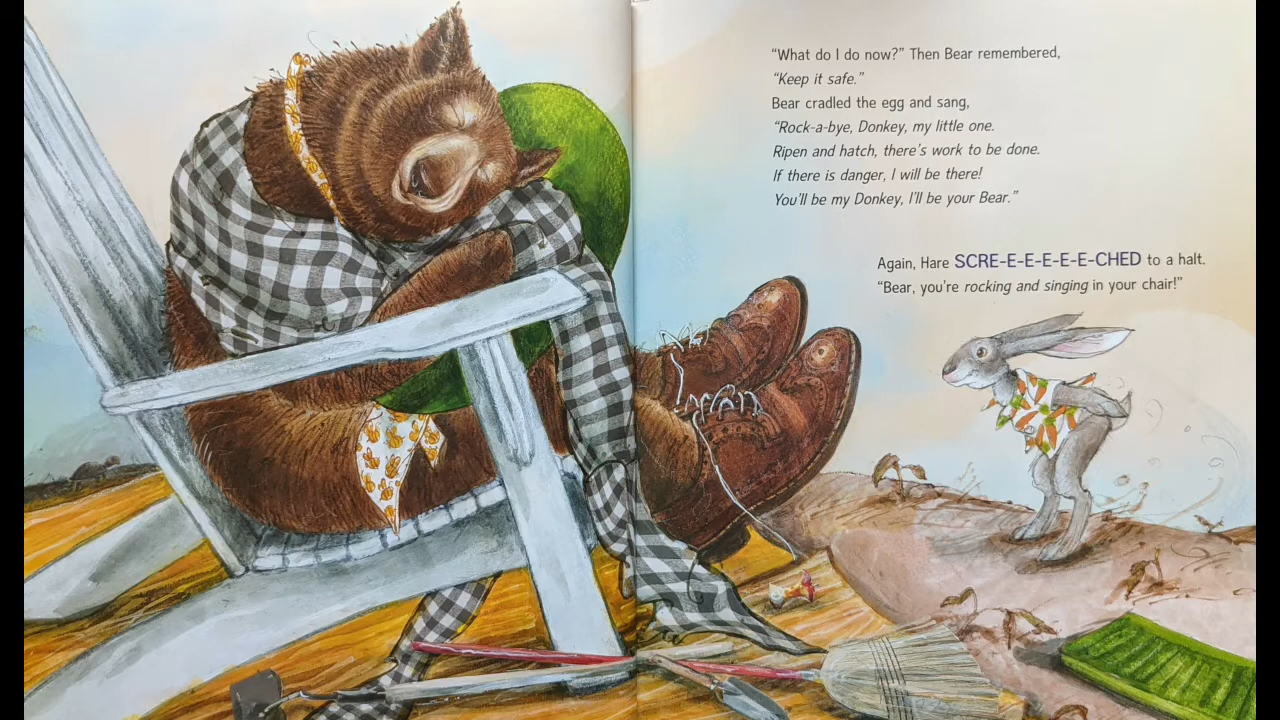 “What do I do now?” Then Bear remembered,
“Keep it safe.”
Bear cradled the egg and sang,
“Rock-a-bye, Donkey, my little one.
Ripen and hatch, there’s work to be done.
If there is danger, I will be there!
You’ll be my Donkey, I’ll be your Bear.”
Again, Hare SCRE-E-E-E-E-E-CHED to a halt.
“Bear, you’re rocking and singing in your chair!”